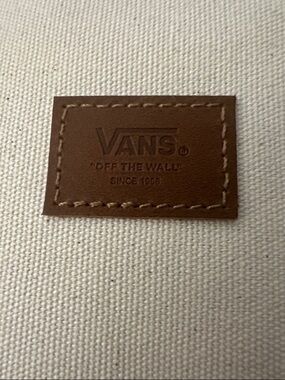 VANS®
"OFF THE WALL"
SINCE 1966